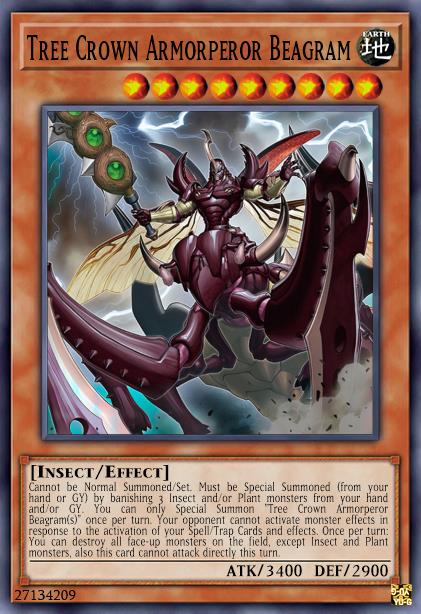 Tree Crown Armorperor Beagram
EARTH
地
[Insect/Effect]
Cannot be Normal Summoned/Set. Must be Special Summoned (from your
hand or GY) by banishing 3 Insect and/or Plant monsters from your hand
and/or GY. You can only Special Summon "Tree Crown Armorperor
Beagram(s)" once per turn. Your opponent cannot activate monster effects in
response to the activation of your Spell/Trap Cards and effects. Once per turn:
You can destroy all face-up monsters on the field, except Insect and Plant
monsters, also this card cannot attack directly this turn.
ATK/3400 DEF/2900
27134209